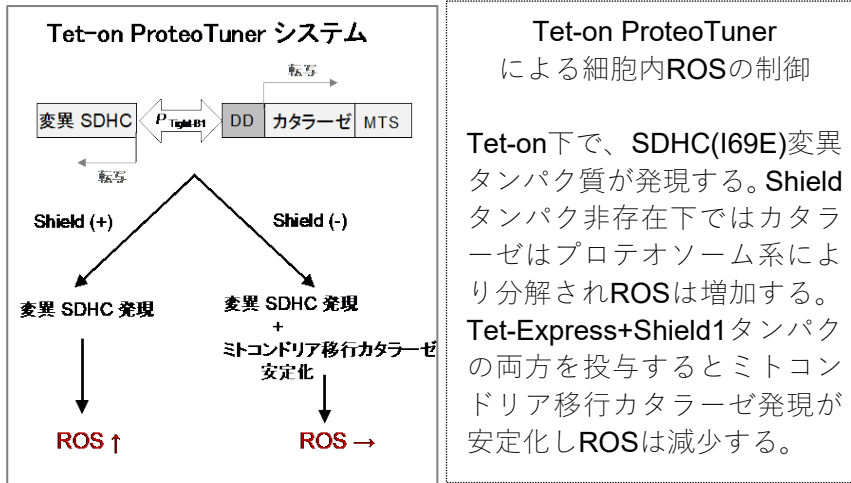 Tet-on ProteoTuner システム
転写
変異 SDHC
P Tight-B1
DD
カタラーゼ
MTS
転写
Shield (+)
Shield (-)
変異 SDHC 発現
変異 SDHC 発現
+
ミトコンドリア移行カタラーゼ
安定化
ROS ↑
ROS →
Tet-on ProteoTuner
による細胞内ROSの制御
Tet-on下で、SDHC(I69E)変異
タンパク質が発現する。Shield
タンパク非存在下ではカタラ
ーゼはプロテオソーム系によ
り分解されROSは増加する。
Tet-Express+Shield1タンパク
の両方を投与するとミトコン
ドリア移行カタラーゼ発現が
安定化しROSは減少する。